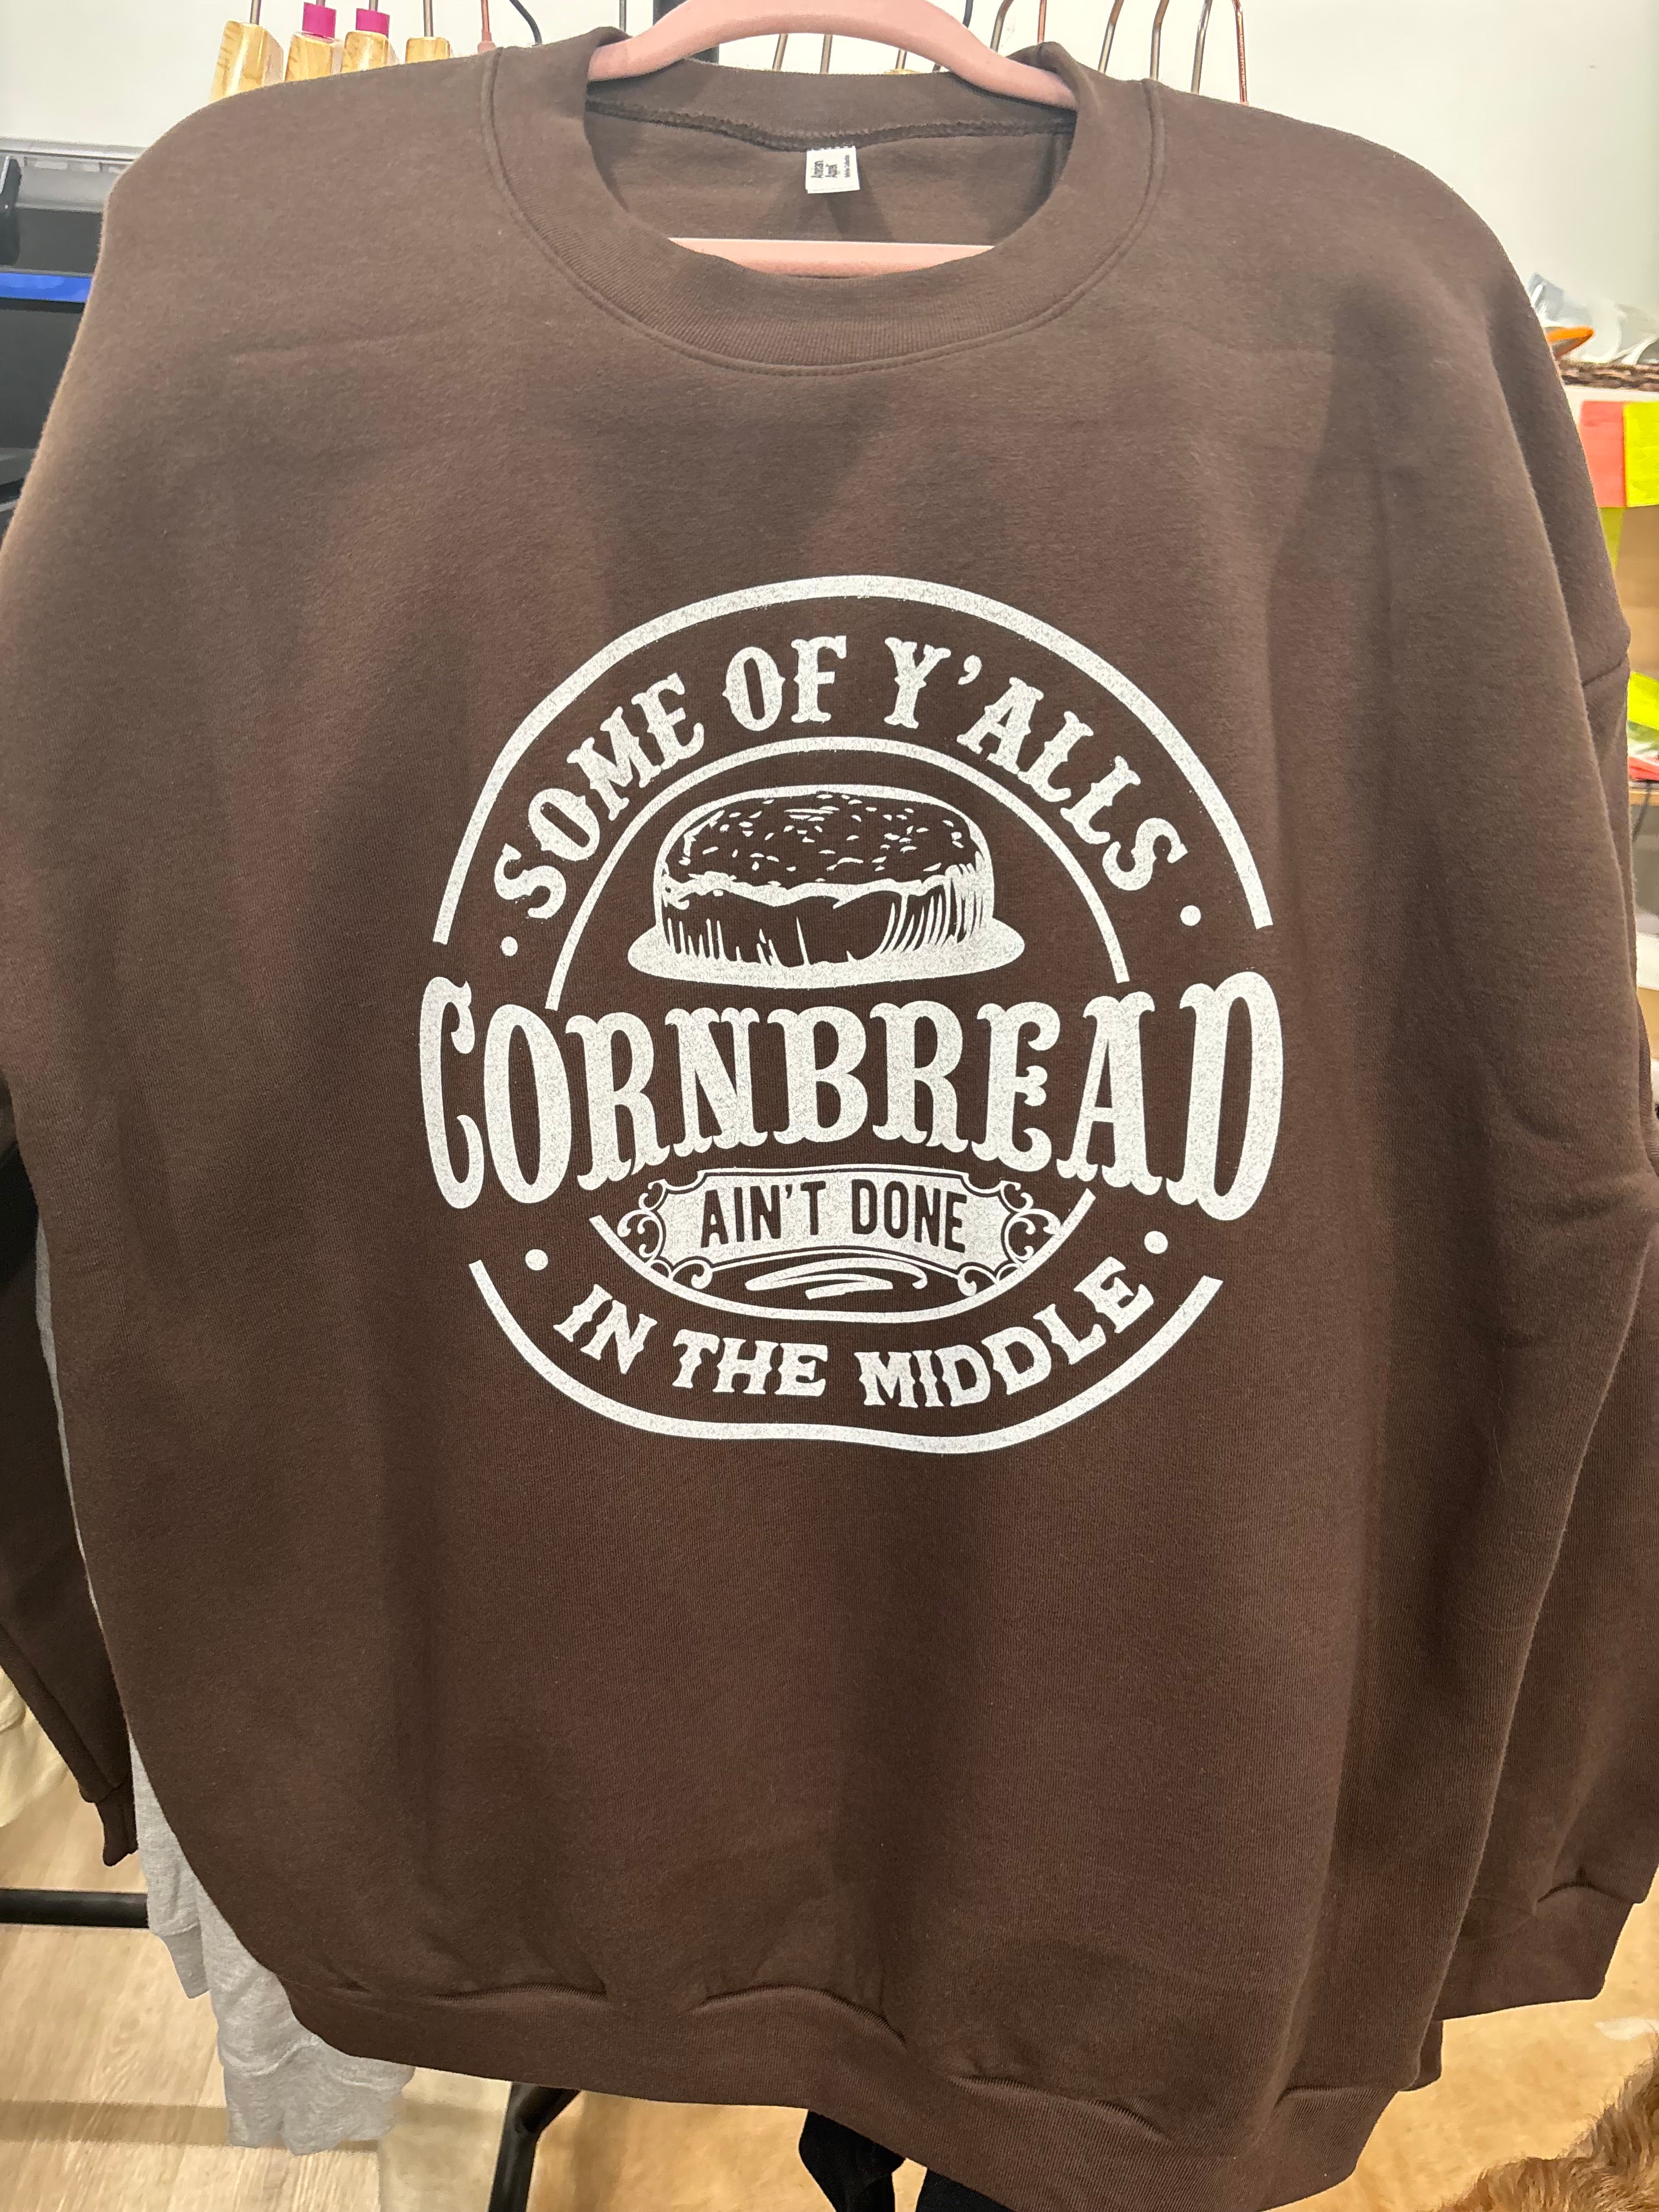 SOME OF Y'ALLS
CORNBREAD
AIN'T DONE
IN THE MIDDLE